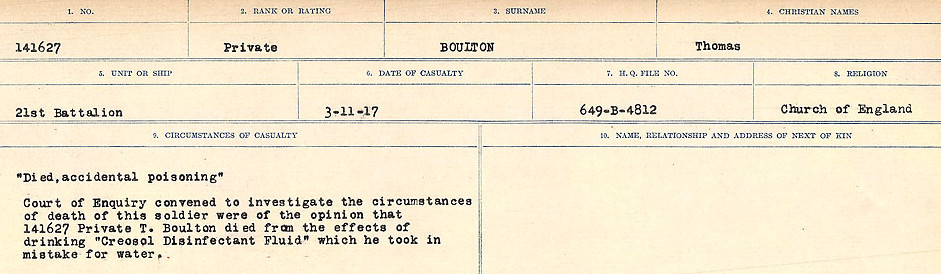 1. NO. 2. RANK OR RATING 3. SURNAME 4. CHRISTIAN NAMES
141627 Private BOULTON Thomas
5. UNIT OR SHIP 6. DATE OF CASUALTY 7. H.Q. FILE NO. 8. RELIGION
21st Battalion 3-11-17 649-B-4812 Church of England
9. CIRCUMSTANCES OF CASUALTY 10. NAME, RELATIONSHIP AND ADDRESS OF NEXT OF KIN
"Died,accidental poisoning"
Court of Enquiry convened to investigate the circumstances
of death of this soldier were of the opinion that
141627 Private T. Boulton died from the effects of
drinking "Creosol Disinfectant Fluid" which he took in
mistake for water.